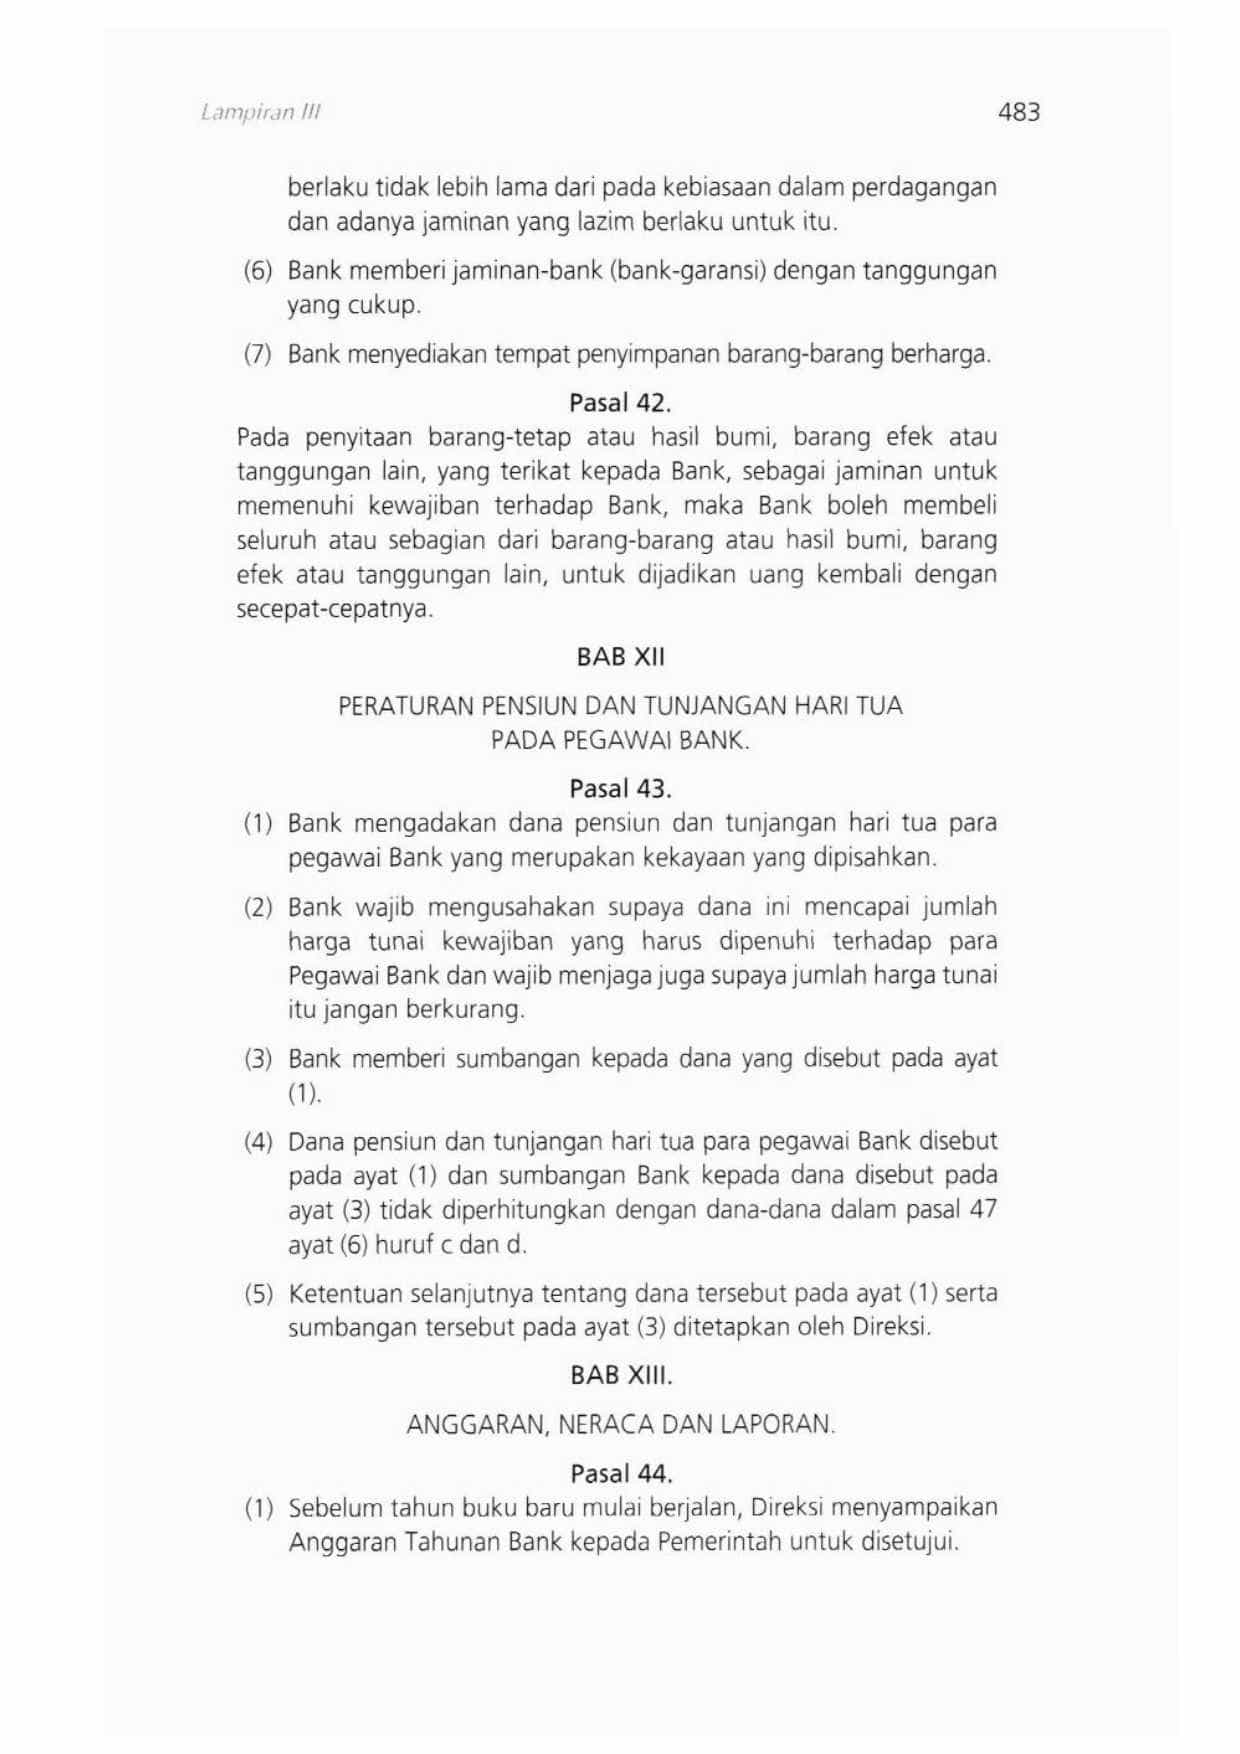 Lampiran III
483
berlaku tidak lebih lama dari pada kebiasaan dalam perdagangan
dan adanya jaminan yang lazim berlaku untuk itu.
(6) Bank memberi jaminan-bank (bank-garansi) dengan tanggungan
yang cukup.
(7) Bank menyediakan tempat penyimpanan barang-barang berharga.
Pasal 42.
Pada penyitaan barang-tetap atau hasil bumi, barang efek atau
tanggungan lain, yang terikat kepada Bank, sebagai jaminan untuk
memenuhi kewajiban terhadap Bank, maka Bank boleh membeli
seluruh atau sebagian dari barang-barang atau hasil bumi, barang
efek atau tanggungan lain, untuk dijadikan uang kembali dengan
secepat-cepatnya.
BAB XII
PERATURAN PENSIUN DAN TUNJANGAN HARI TUA
PADA PEGAWAI BANK.
Pasal 43.
(1) Bank mengadakan dana pensiun dan tunjangan hari tua para
pegawai Bank yang merupakan kekayaan yang dipisahkan.
(2) Bank wajib mengusahakan supaya dana ini mencapai jumlah
harga tunai kewajiban yang harus dipenuhi terhadap para
Pegawai Bank dan wajib menjaga juga supaya jumlah harga tunai
itu jangan berkurang.
(3) Bank memberi sumbangan kepada dana yang disebut pada ayat
(1).
(4) Dana pensiun dan tunjangan hari tua para pegawai Bank disebut
pada ayat (1) dan sumbangan Bank kepada dana disebut pada
ayat (3) tidak diperhitungkan dengan dana-dana dalam pasal 47
ayat (6) huruf c dan d.
(5) Ketentuan selanjutnya tentang dana tersebut pada ayat (1) serta
sumbangan tersebut pada ayat (3) ditetapkan oleh Direksi.
BAB XIII.
ANGGARAN, NERACA DAN LAPORAN.
Pasal 44.
(1) Sebelum tahun buku baru mulai berjalan, Direksi menyampaikan
Anggaran Tahunan Bank kepada Pemerintah untuk disetujui.